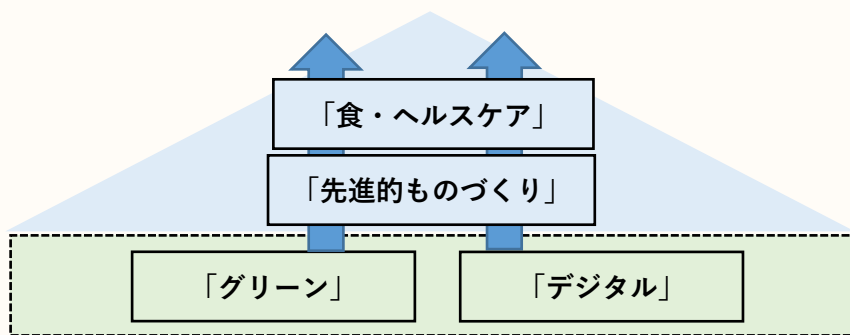 「食・ヘルスケア」
「先進的ものづくり」
「グリーン」
「デジタル」